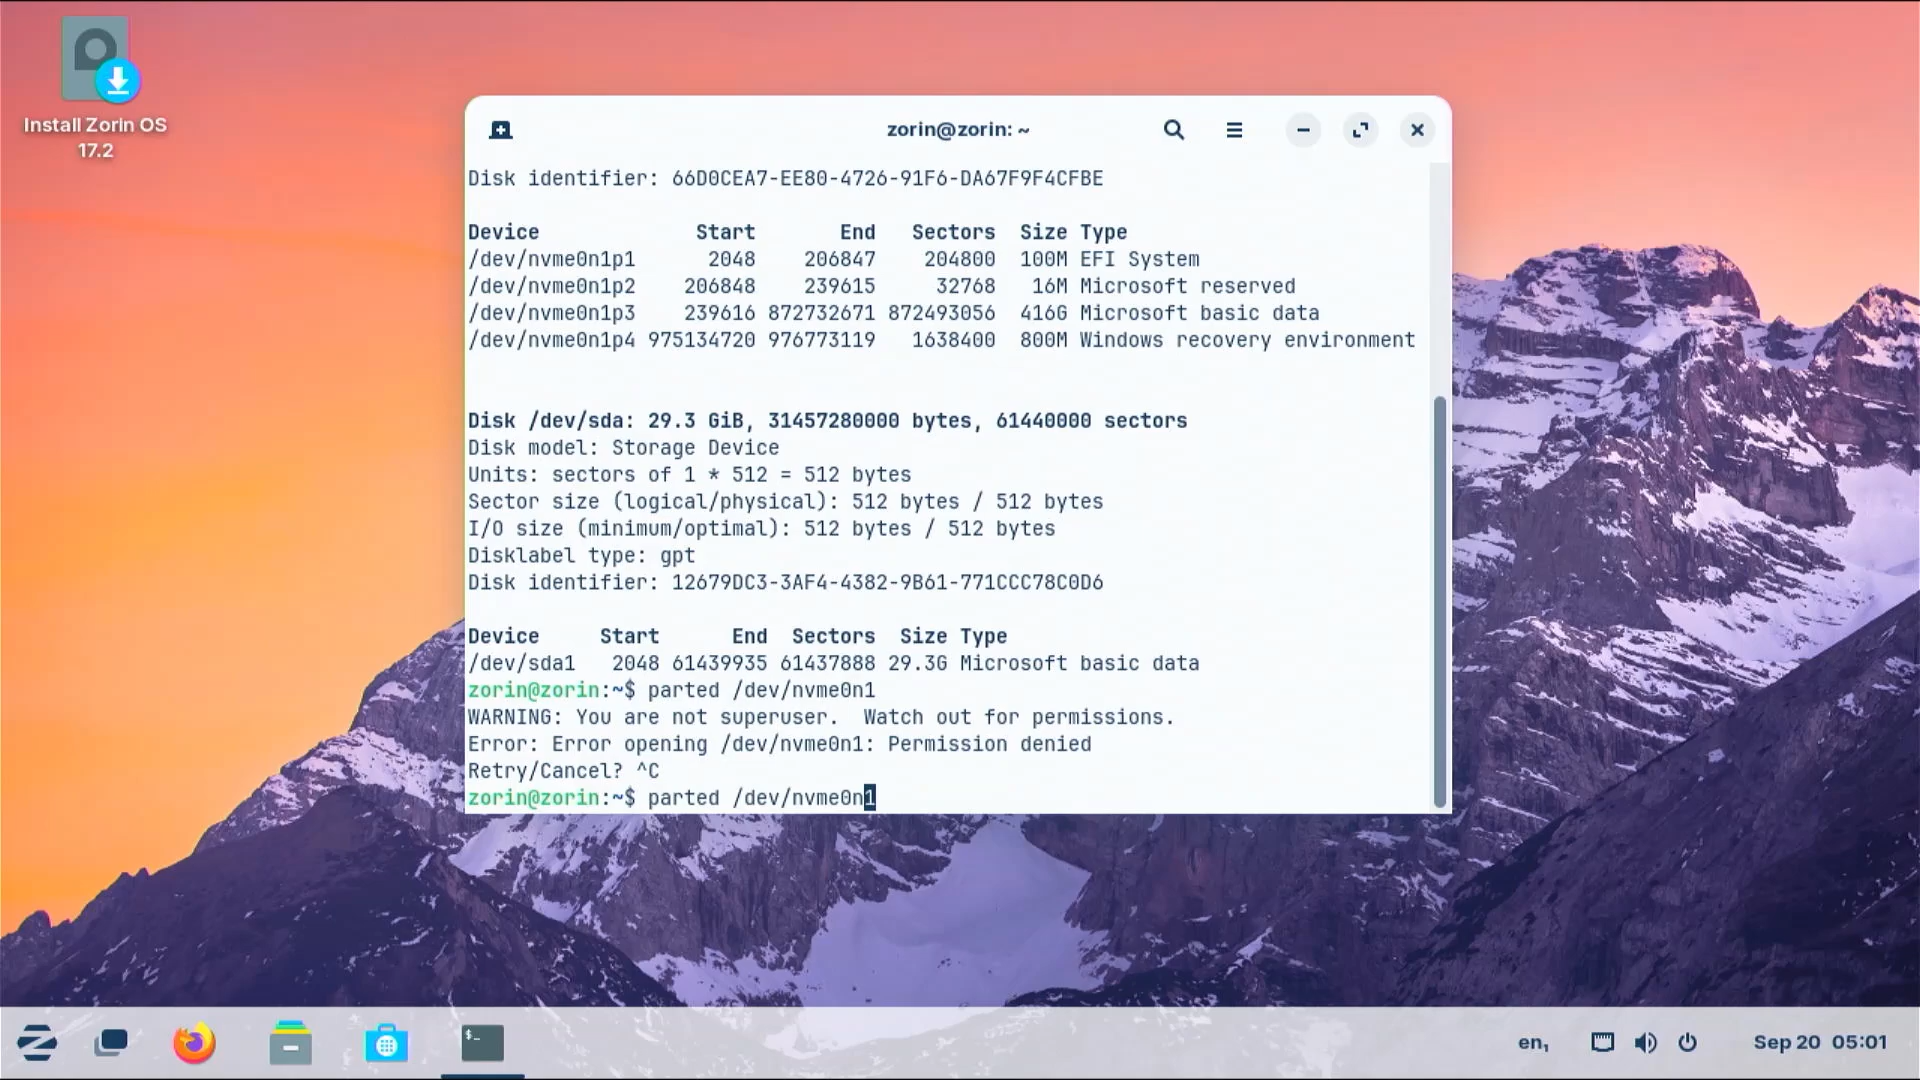 Install Zorin OS
17.2
zorin@zorin: ~
Disk identifier: 66D0CEA7-EE80-4726-91F6-DA67F9F4CFBE
Device Start End Sectors Size Type
/dev/nvme0n1p1 2048 206847 204800 100M EFI System
/dev/nvme0n1p2 206848 239615 32768 16M Microsoft reserved
/dev/nvme0n1p3 239616 872732671 872493056 416G Microsoft basic data
/dev/nvme0n1p4 975134720 976773119 1638400 800M Windows recovery environment
Disk /dev/sda: 29.3 GiB, 31457280000 bytes, 61440000 sectors
Disk model: Storage Device
Units: sectors of 1 * 512 = 512 bytes
Sector size (logical/physical): 512 bytes / 512 bytes
I/O size (minimum/optimal): 512 bytes / 512 bytes
Disklabel type: gpt
Disk identifier: 12679DC3-3AF4-4382-9B61-771CCC78C0D6
Device Start End Sectors Size Type
/dev/sda1 2048 61439935 61437888 29.3G Microsoft basic data
zorin@zorin:~$ parted /dev/nvme0n1
WARNING: You are not superuser.  Watch out for permissions.
Error: Error opening /dev/nvme0n1: Permission denied
Retry/Cancel? ^C
zorin@zorin:~$ parted /dev/nvme0n1
$_
en₁
Sep 20 05:01